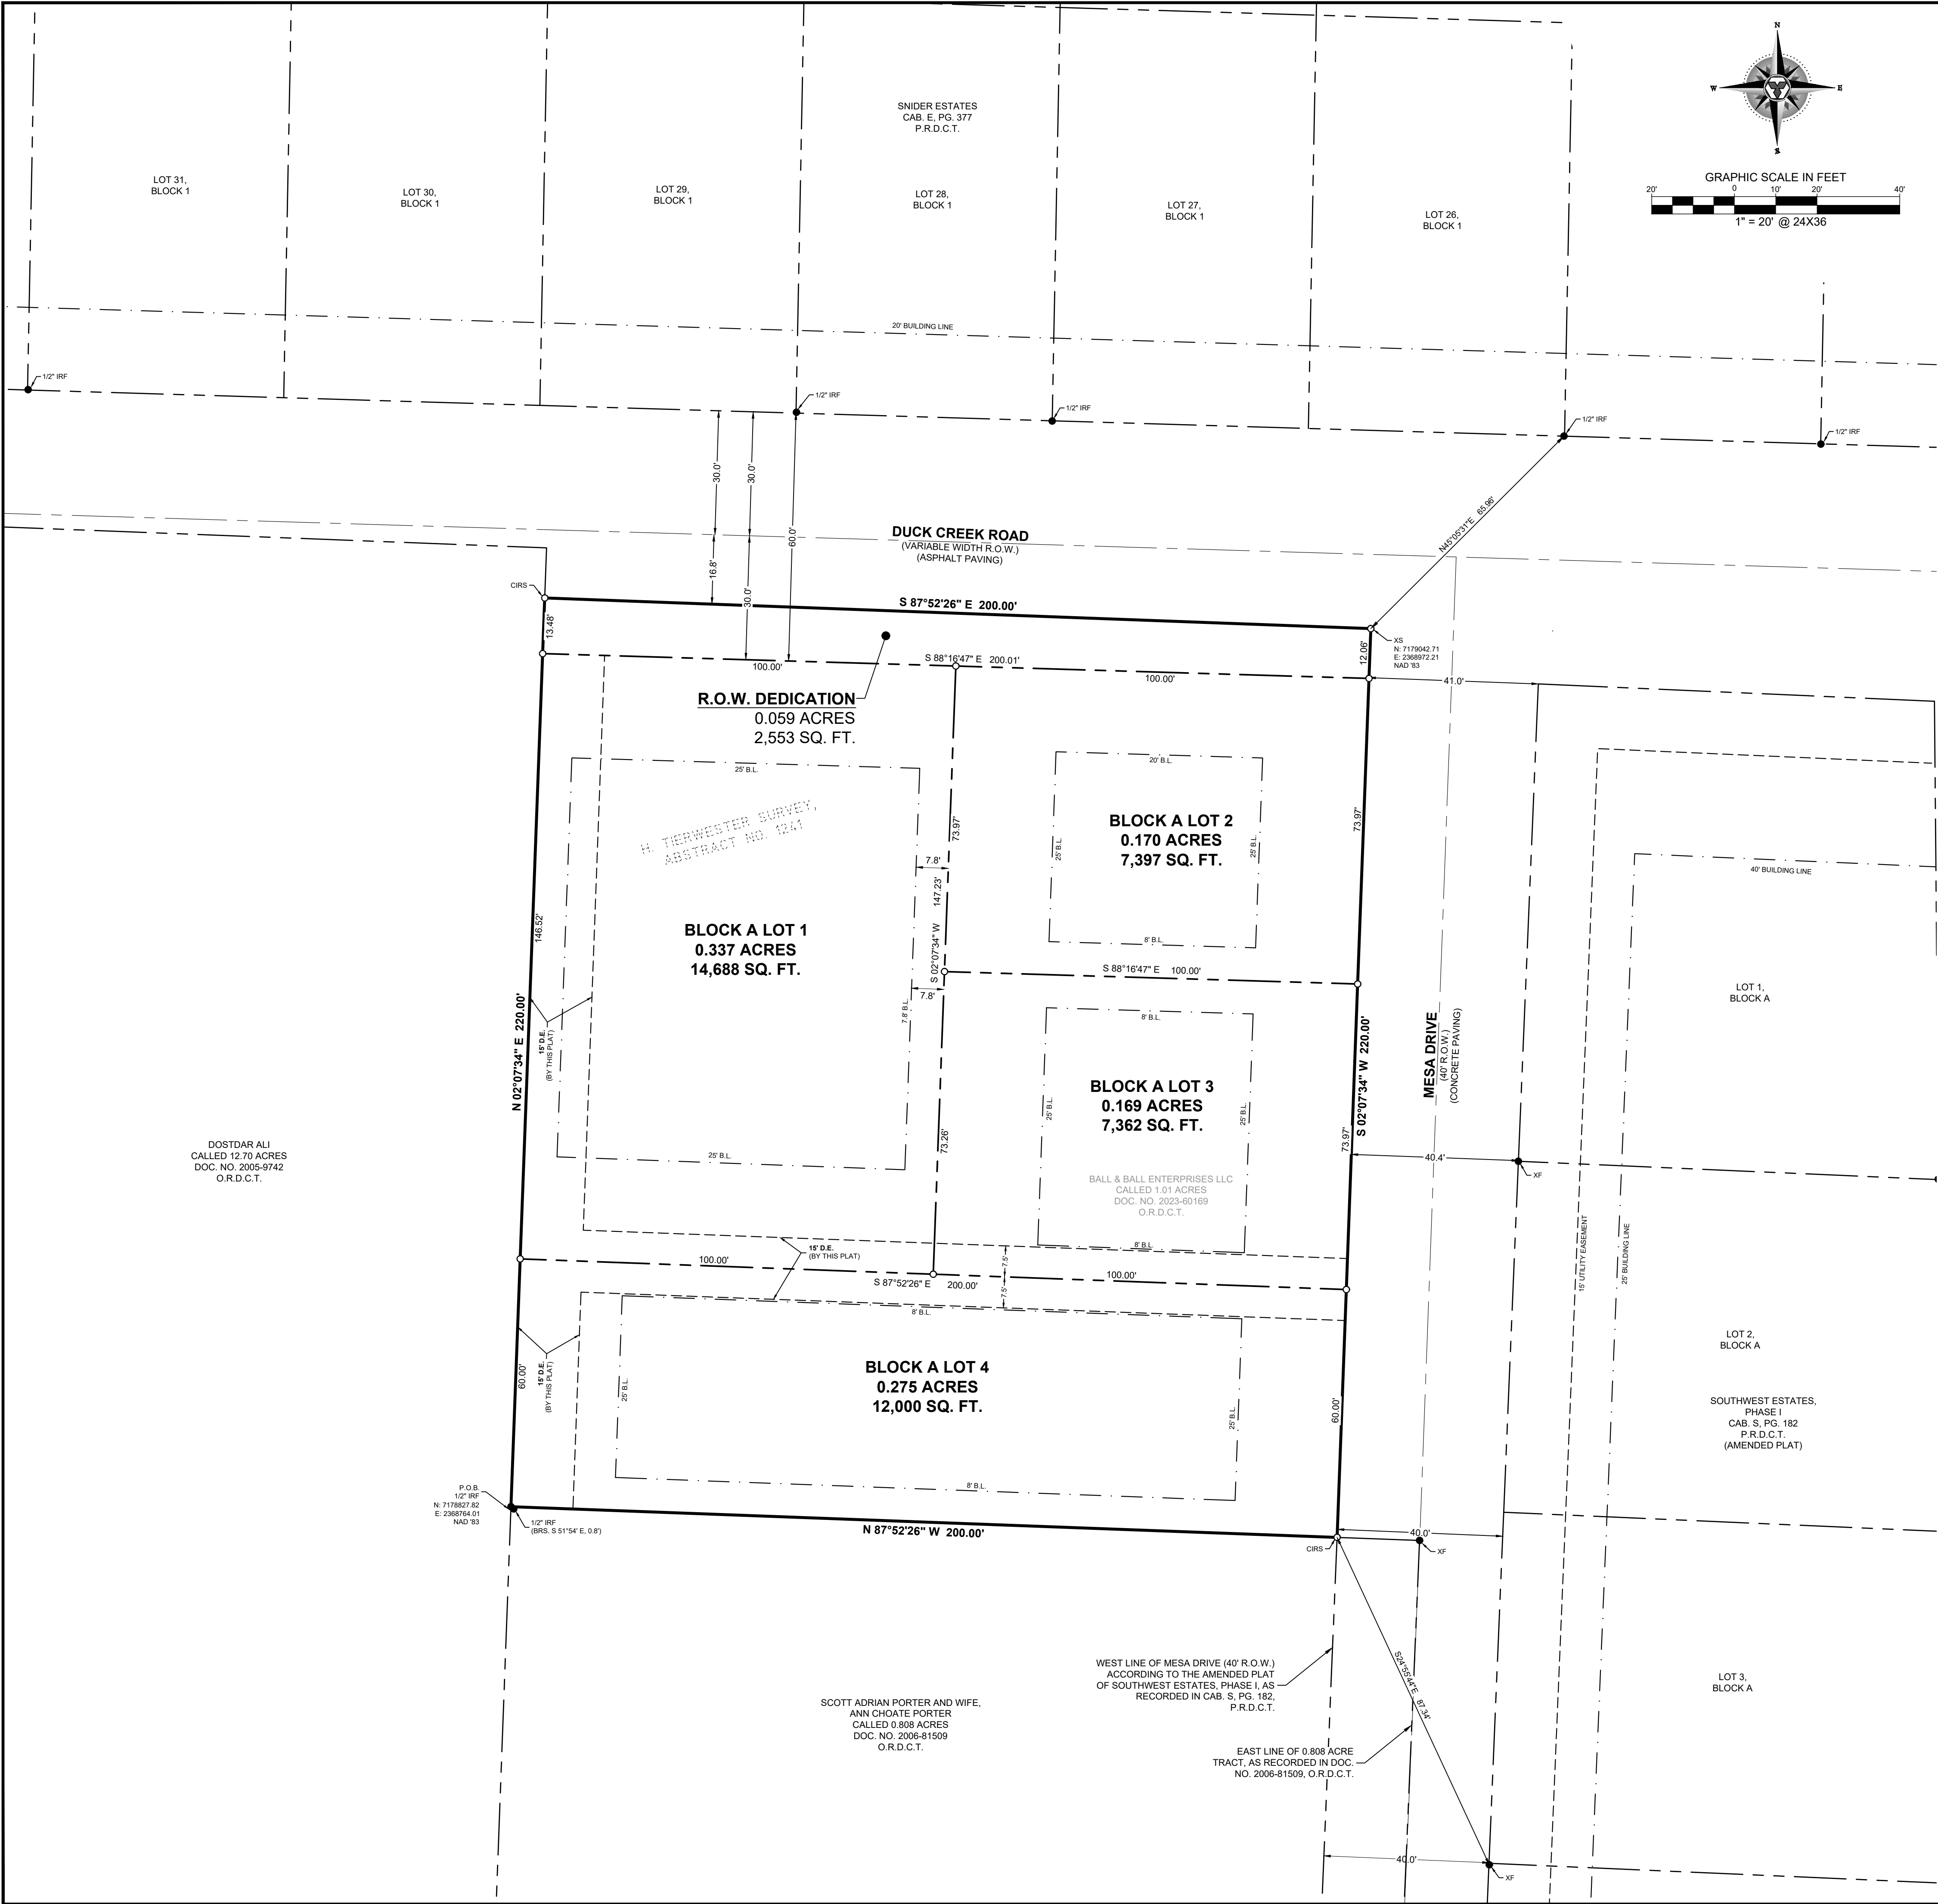 N
W
E
S
GRAPHIC SCALE IN FEET
20'
0
10'
20'
40'
1" = 20' @ 24X36
SNIDER ESTATES
CAB. E, PG. 377
P.R.D.C.T.
LOT 31,
BLOCK 1
LOT 30,
BLOCK 1
LOT 29,
BLOCK 1
LOT 28,
BLOCK 1
LOT 27,
BLOCK 1
LOT 26,
BLOCK 1
20' BUILDING LINE
1/2" IRF
1/2" IRF
1/2" IRF
1/2" IRF
1/2" IRF
30.0'
30.0'
60.0'
16.8'
30.0'
N45°05'31"E 65.96'
DUCK CREEK ROAD
(VARIABLE WIDTH R.O.W.)
(ASPHALT PAVING)
CIRS
S 87°52'26" E 200.00'
13.48'
12.06'
XS
N: 7179042.71
E: 2368972.21
NAD '83
100.00'
S 88°16'47" E 200.01'
100.00'
41.0'
R.O.W. DEDICATION
0.059 ACRES
2,553 SQ. FT.
25' B.L.
20' B.L.
H. TIERWESTER SURVEY,
ABSTRACT NO. 1241
BLOCK A LOT 2
0.170 ACRES
7,397 SQ. FT.
25' B.L.
25' B.L.
73.97'
73.97'
7.8'
147.23'
S 02°07'34" W
40' BUILDING LINE
BLOCK A LOT 1
0.337 ACRES
14,688 SQ. FT.
146.52'
8' B.L.
S 88°16'47" E 100.00'
7.8'
7.8' B.L.
8' B.L.
LOT 1,
BLOCK A
N 02°07'34" E 220.00'
15' D.E.
(BY THIS PLAT)
MESA DRIVE
(40' R.O.W.)
(CONCRETE PAVING)
S 02°07'34" W 220.00'
BLOCK A LOT 3
0.169 ACRES
7,362 SQ. FT.
25' B.L.
25' B.L.
73.26'
73.97'
40.4'
XF
25' B.L.
DOSTDAR ALI
CALLED 12.70 ACRES
DOC. NO. 2005-9742
O.R.D.C.T.
BALL & BALL ENTERPRISES LLC
CALLED 1.01 ACRES
DOC. NO. 2023-60169
O.R.D.C.T.
8' B.L.
15' D.E.
(BY THIS PLAT)
7.5'
7.5'
100.00'
S 87°52'26" E 200.00'
100.00'
15' UTILITY EASEMENT
25' BUILDING LINE
8' B.L.
LOT 2,
BLOCK A
BLOCK A LOT 4
0.275 ACRES
12,000 SQ. FT.
60.00'
15' D.E.
(BY THIS PLAT)
25' B.L.
25' B.L.
60.00'
SOUTHWEST ESTATES,
PHASE I
CAB. S, PG. 182
P.R.D.C.T.
(AMENDED PLAT)
8' B.L.
P.O.B.
1/2" IRF
N: 7178827.82
E: 2368764.01
NAD '83
1/2" IRF
(BRS. S 51°54' E, 0.8')
N 87°52'26" W 200.00'
40.0'
CIRS
XF
WEST LINE OF MESA DRIVE (40' R.O.W.)
ACCORDING TO THE AMENDED PLAT
OF SOUTHWEST ESTATES, PHASE I, AS
RECORDED IN CAB. S, PG. 182,
P.R.D.C.T.
S24°55'44"E 87.34'
LOT 3,
BLOCK A
SCOTT ADRIAN PORTER AND WIFE,
ANN CHOATE PORTER
CALLED 0.808 ACRES
DOC. NO. 2006-81509
O.R.D.C.T.
EAST LINE OF 0.808 ACRE
TRACT, AS RECORDED IN DOC.
NO. 2006-81509, O.R.D.C.T.
40.0'
XF